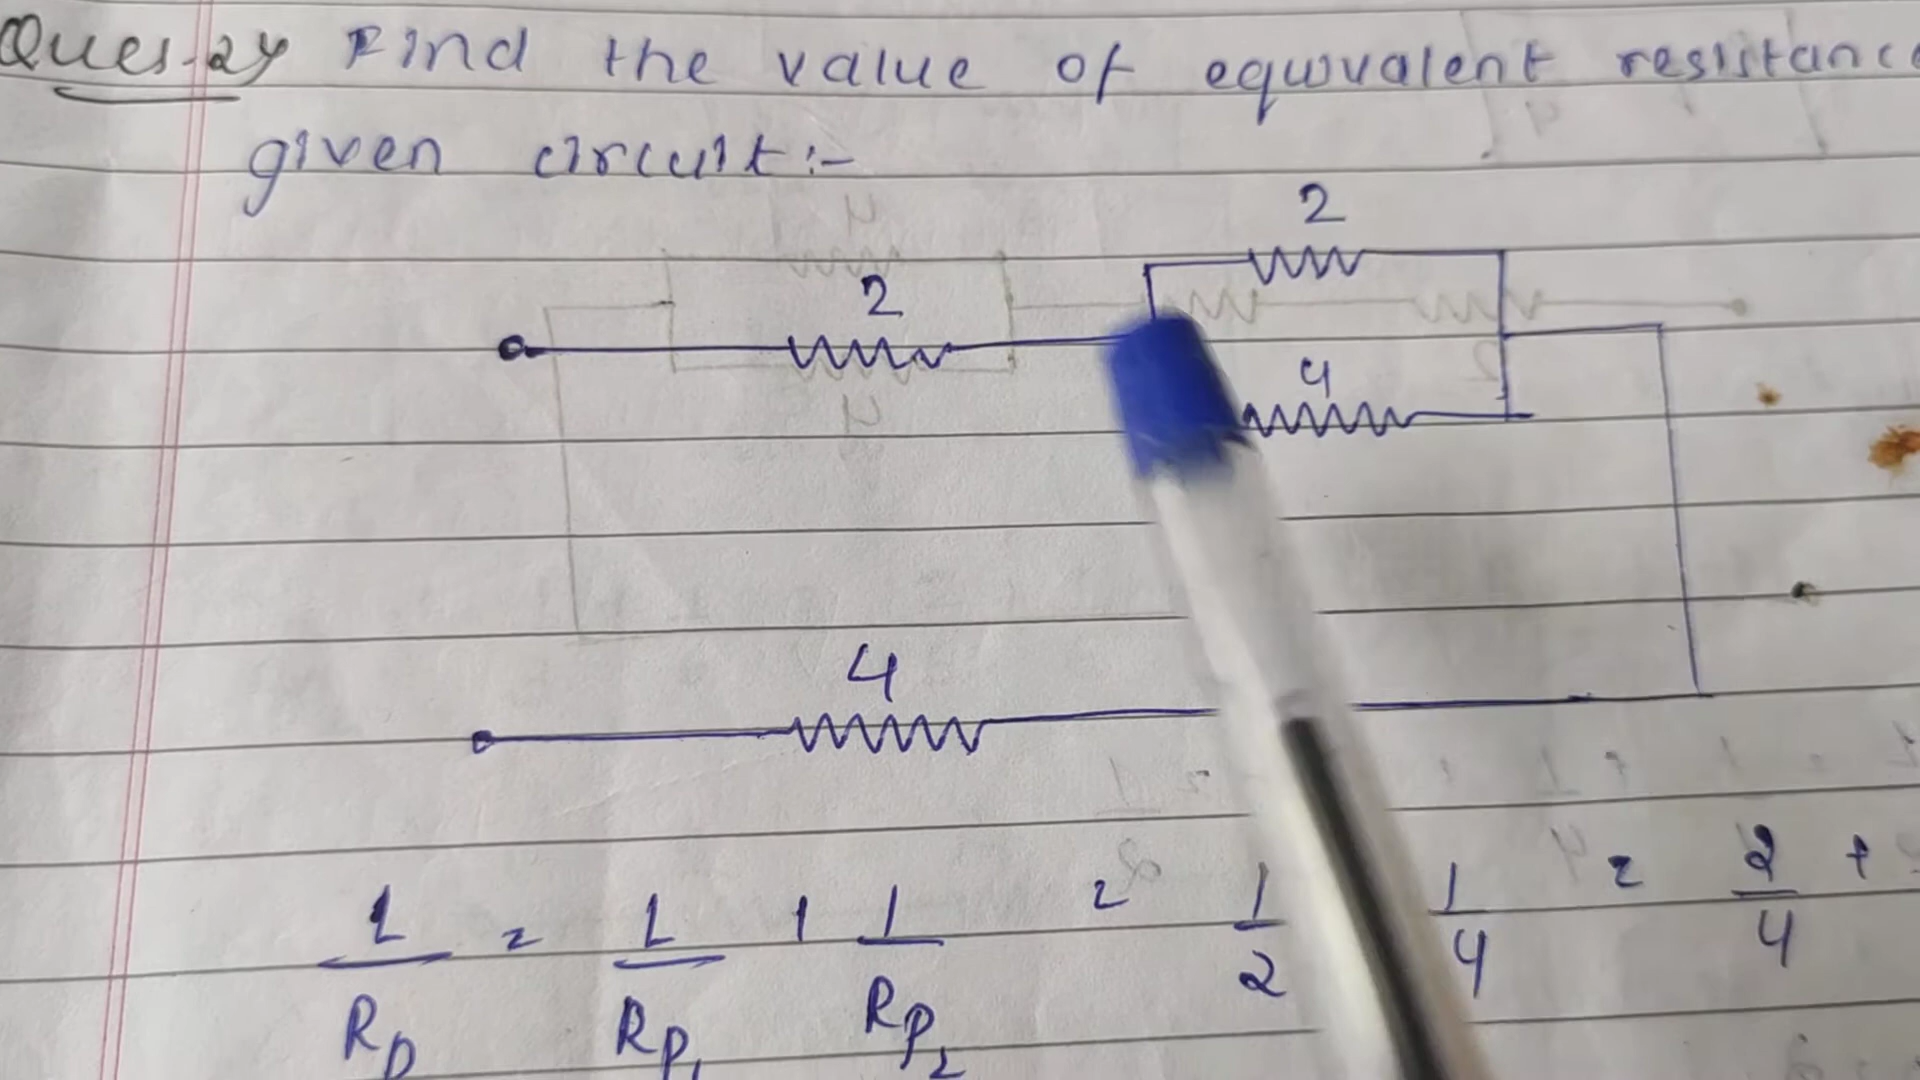 Ques-24 Find the value of equivalent resistance
given circuit:-
2
2
4
4
1/Rp = 1/Rp1 + 1/Rp2 = 1/2 1/4 = 2/4 +